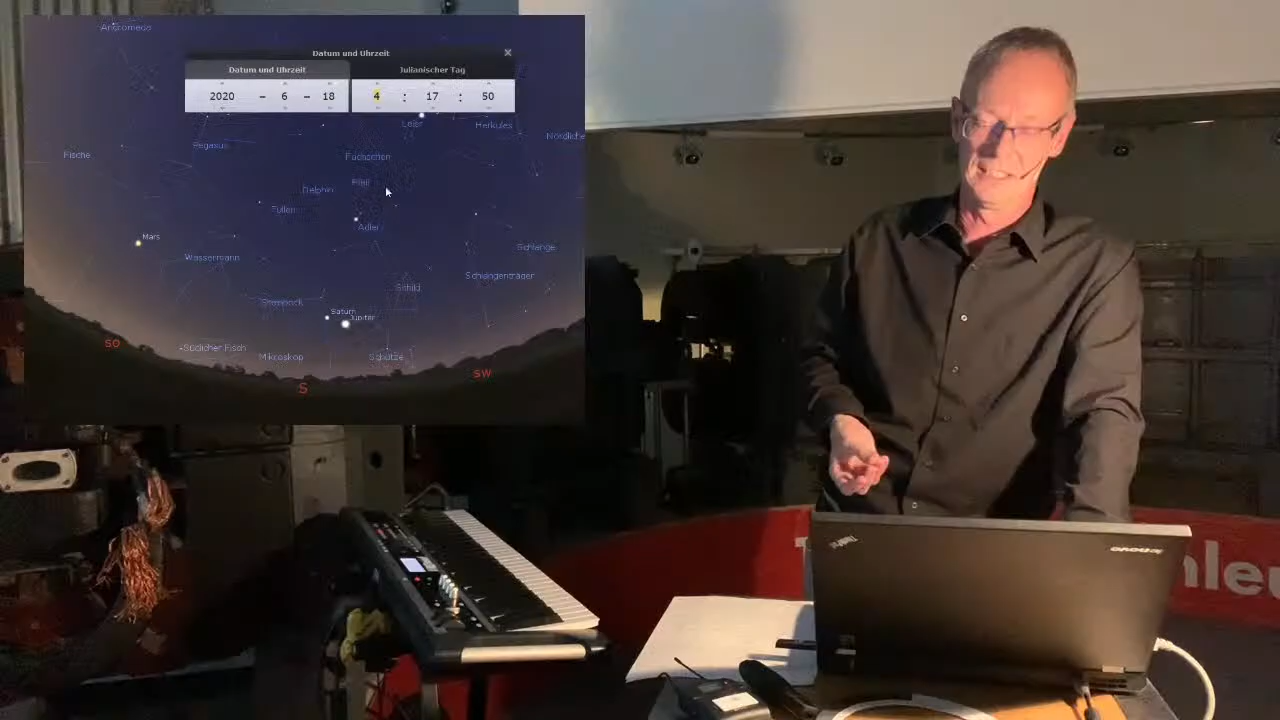 Andromeda
Datum und Uhrzeit ×
Datum und Uhrzeit Julianischer Tag
2020 - 6 - 18 4 : 17 : 50
Leier Herkules
Nördliche
Pegasus
Fische Füchschen
Pfeil
Delphin
Füllen
Adler
Mars
Schlange
Wassermann
Schlangenträger
Schild
Steinbock
Saturn
Jupiter
SO
Südlicher Fisch
Mikroskop Schütze
S SW
ThinkPad
lenovo
hleu